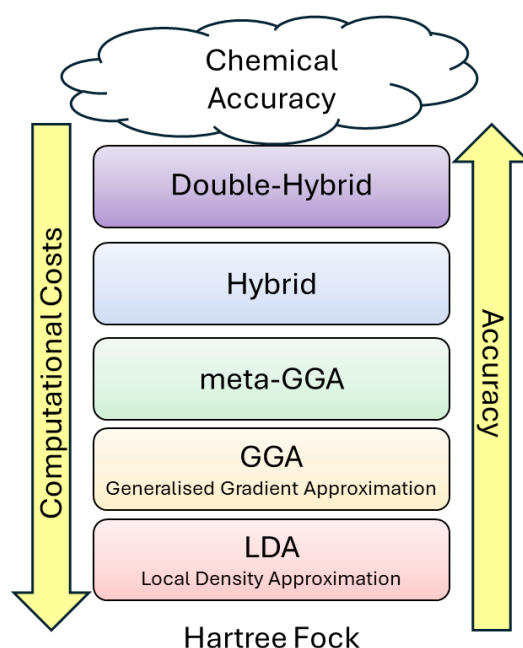 Chemical
Accuracy
Double-Hybrid
Hybrid
meta-GGA
GGA
Generalised Gradient Approximation
LDA
Local Density Approximation
Hartree Fock
Computational Costs
Accuracy